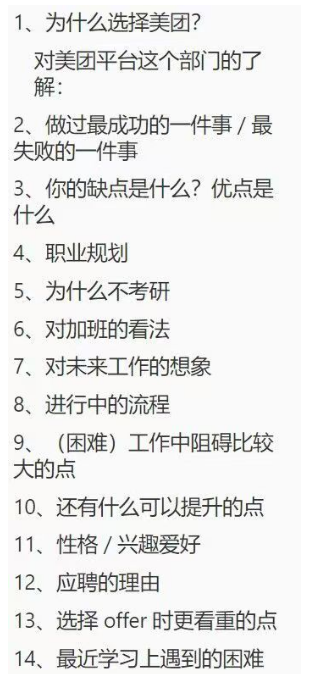 1、为什么选择美团？
对美团平台这个部门的了
解：
2、做过最成功的一件事 / 最
失败的一件事
3、你的缺点是什么？优点是
什么
4、职业规划
5、为什么不考研
6、对加班的看法
7、对未来工作的想象
8、进行中的流程
9、（困难）工作中阻碍比较
大的点
10、还有什么可以提升的点
11、性格 / 兴趣爱好
12、应聘的理由
13、选择 offer 时更看重的点
14、最近学习上遇到的困难